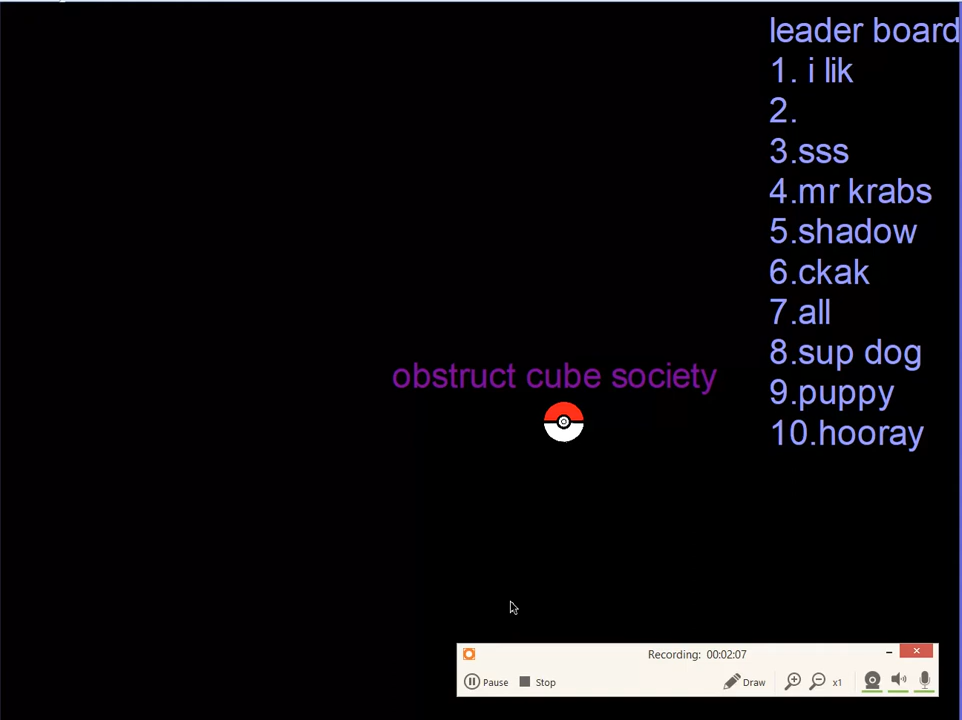 leader board
1. i lik
2.
3.sss
4.mr krabs
5.shadow
6.ckak
7.all
8.sup dog
9.puppy
10.hooray
obstruct cube society
Recording: 00:02:07
Pause
Stop
Draw
x1